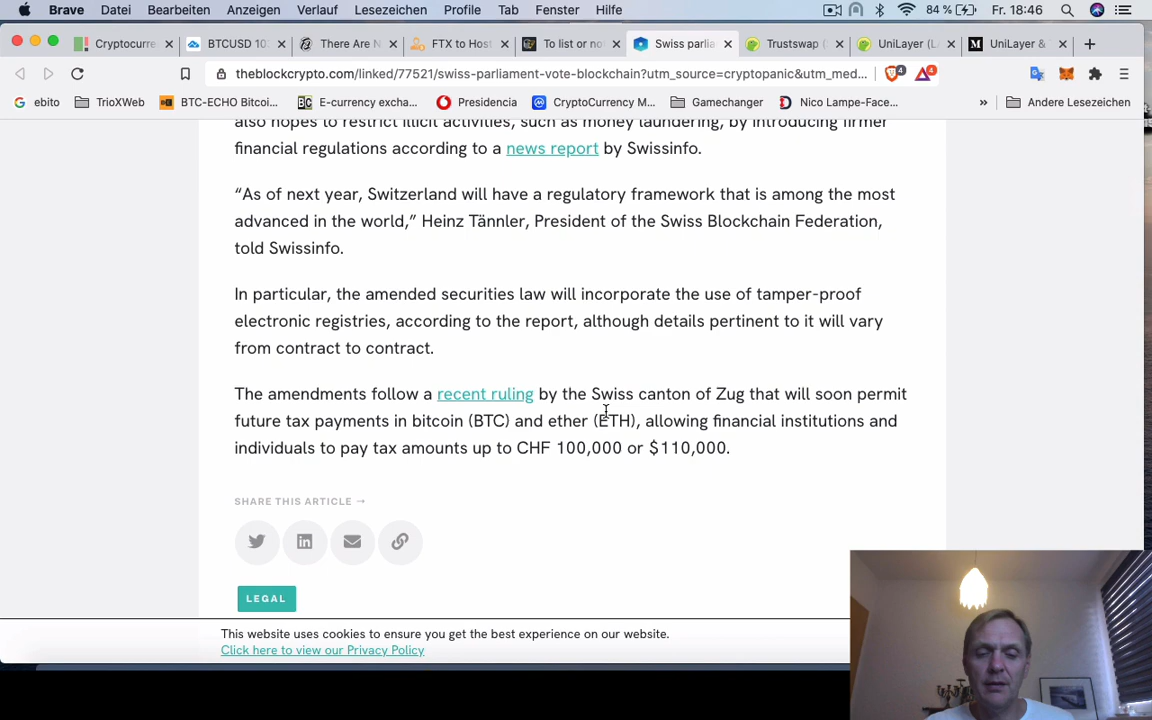 Brave Datei Bearbeiten Anzeigen Verlauf Lesezeichen Profile Tab Fenster Hilfe 84 % Fr. 18:46
Cryptocurre BTCUSD 10 There Are N FTX to Host To list or no Swiss parlia Trustswap ( UniLayer (L UniLayer &
theblockcrypto.com/linked/77521/swiss-parliament-vote-blockchain?utm_source=cryptopanic&utm_med... 4 4
ebito TrioXWeb BTC-ECHO Bitcoi... E-currency excha... Presidencia CryptoCurrency M... Gamechanger Nico Lampe-Face... » Andere Lesezeichen
also hopes to restrict illicit activities, such as money laundering, by introducing firmer
financial regulations according to a news report by Swissinfo.
“As of next year, Switzerland will have a regulatory framework that is among the most
advanced in the world,” Heinz Tännler, President of the Swiss Blockchain Federation,
told Swissinfo.
In particular, the amended securities law will incorporate the use of tamper-proof
electronic registries, according to the report, although details pertinent to it will vary
from contract to contract.
The amendments follow a recent ruling by the Swiss canton of Zug that will soon permit
future tax payments in bitcoin (BTC) and ether (ETH), allowing financial institutions and
individuals to pay tax amounts up to CHF 100,000 or $110,000.
SHARE THIS ARTICLE →
LEGAL
This website uses cookies to ensure you get the best experience on our website.
Click here to view our Privacy Policy